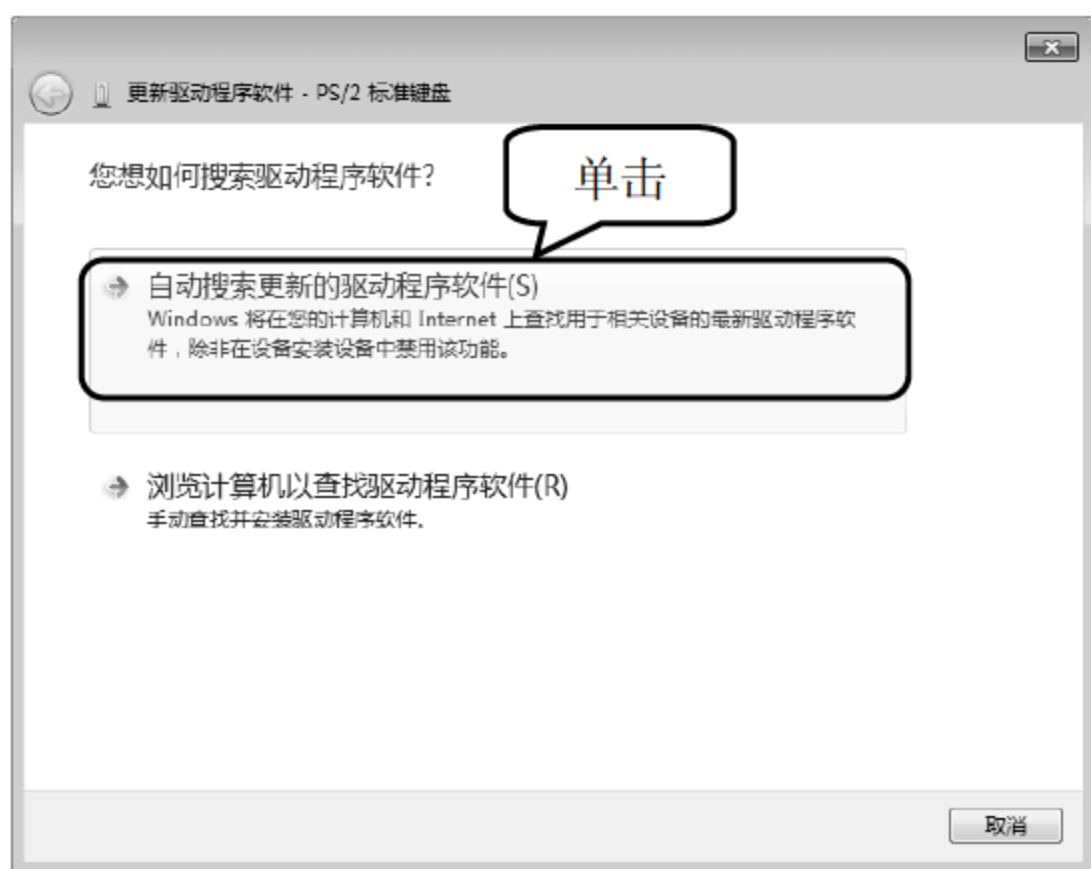 更新驱动程序软件 - PS/2 标准键盘
您想如何搜索驱动程序软件?
单击
自动搜索更新的驱动程序软件(S)
Windows 将在您的计算机和 Internet 上查找用于相关设备的最新驱动程序软
件，除非在设备安装设备中禁用该功能。
浏览计算机以查找驱动程序软件(R)
手动查找并安装驱动程序软件。
取消